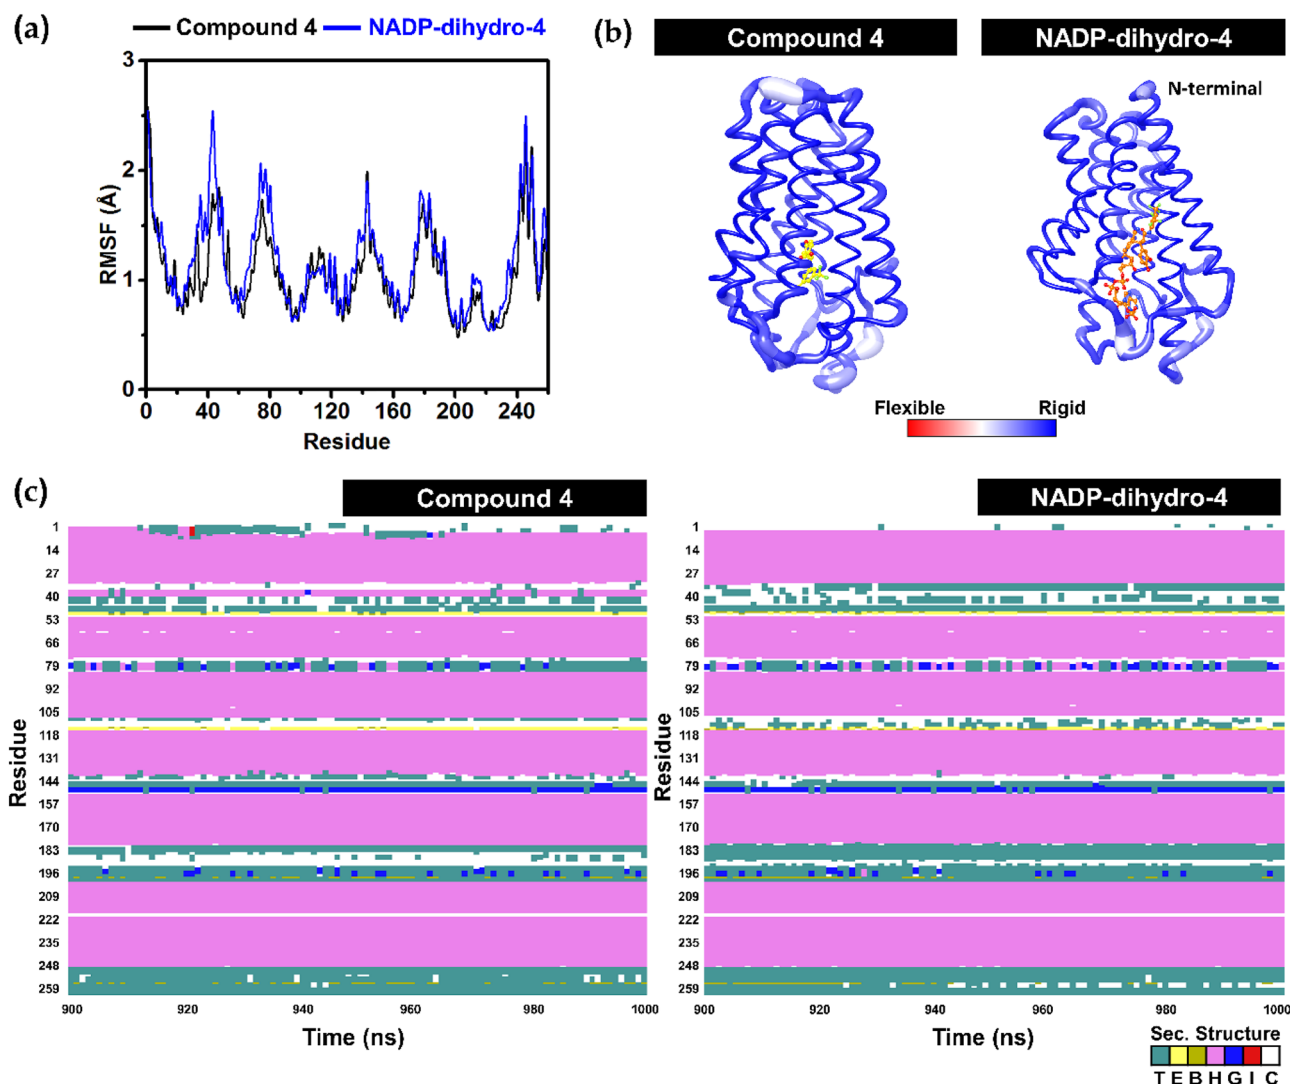 (a)
Compound 4 NADP-dihydro-4
3
2
1
0
RMSF (Å)
0 40 80 120 160 200 240
Residue
(b)
Compound 4
NADP-dihydro-4
N-terminal
Flexible Rigid
(c)
Compound 4
1
14
27
40
53
66
79
92
105
118
131
144
157
170
183
196
209
222
235
248
259
Residue
900 920 940 960 980 1000
Time (ns)
NADP-dihydro-4
1
14
27
40
53
66
79
92
105
118
131
144
157
170
183
196
209
222
235
248
259
Residue
900 920 940 960 980 1000
Time (ns)
Sec. Structure
T E B H G I C